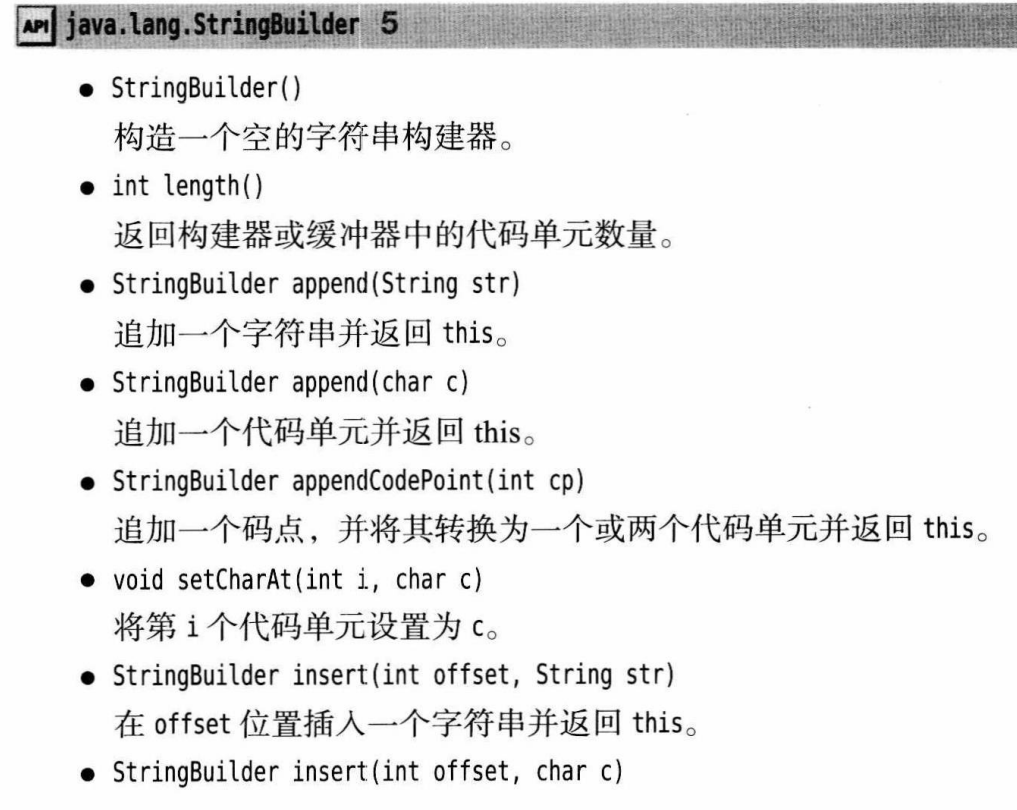 API java.lang.StringBuilder 5
● StringBuilder()
构造一个空的字符串构建器。
● int length()
返回构建器或缓冲器中的代码单元数量。
● StringBuilder append(String str)
追加一个字符串并返回 this。
● StringBuilder append(char c)
追加一个代码单元并返回 this。
● StringBuilder appendCodePoint(int cp)
追加一个码点，并将其转换为一个或两个代码单元并返回 this。
● void setCharAt(int i, char c)
将第 i 个代码单元设置为 c。
● StringBuilder insert(int offset, String str)
在 offset 位置插入一个字符串并返回 this。
● StringBuilder insert(int offset, char c)